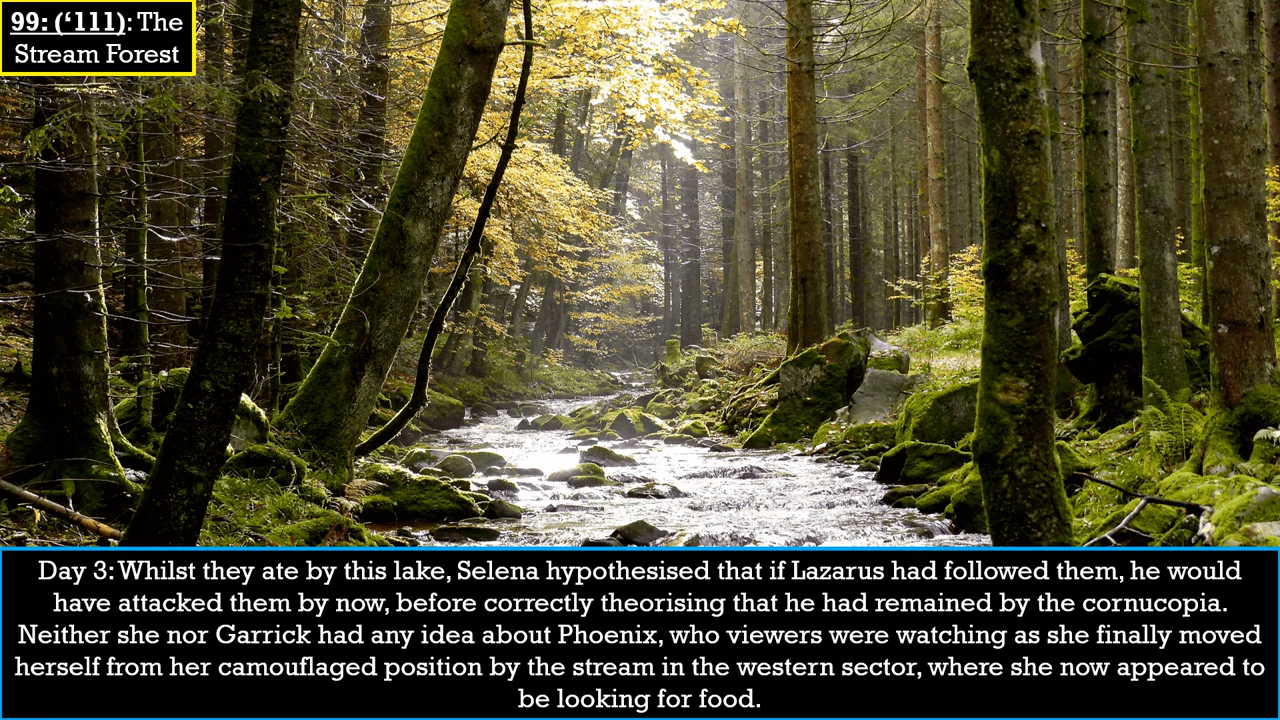 99: (‘111): The
Stream Forest
Day 3: Whilst they ate by this lake, Selena hypothesised that if Lazarus had followed them, he would
have attacked them by now, before correctly theorising that he had remained by the cornucopia.
Neither she nor Garrick had any idea about Phoenix, who viewers were watching as she finally moved
herself from her camouflaged position by the stream in the western sector, where she now appeared to
be looking for food.